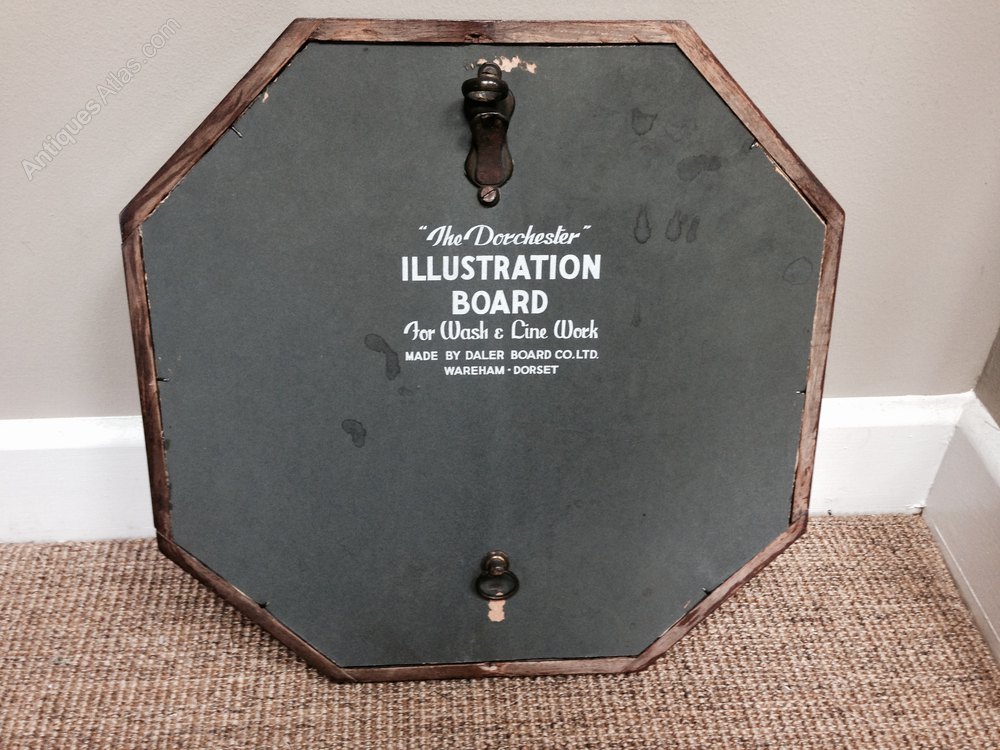 AntiquesAtlas.com
"The Dorchester"
ILLUSTRATION
BOARD
For Wash & Line Work
MADE BY DALER BOARD CO. LTD.
WAREHAM - DORSET